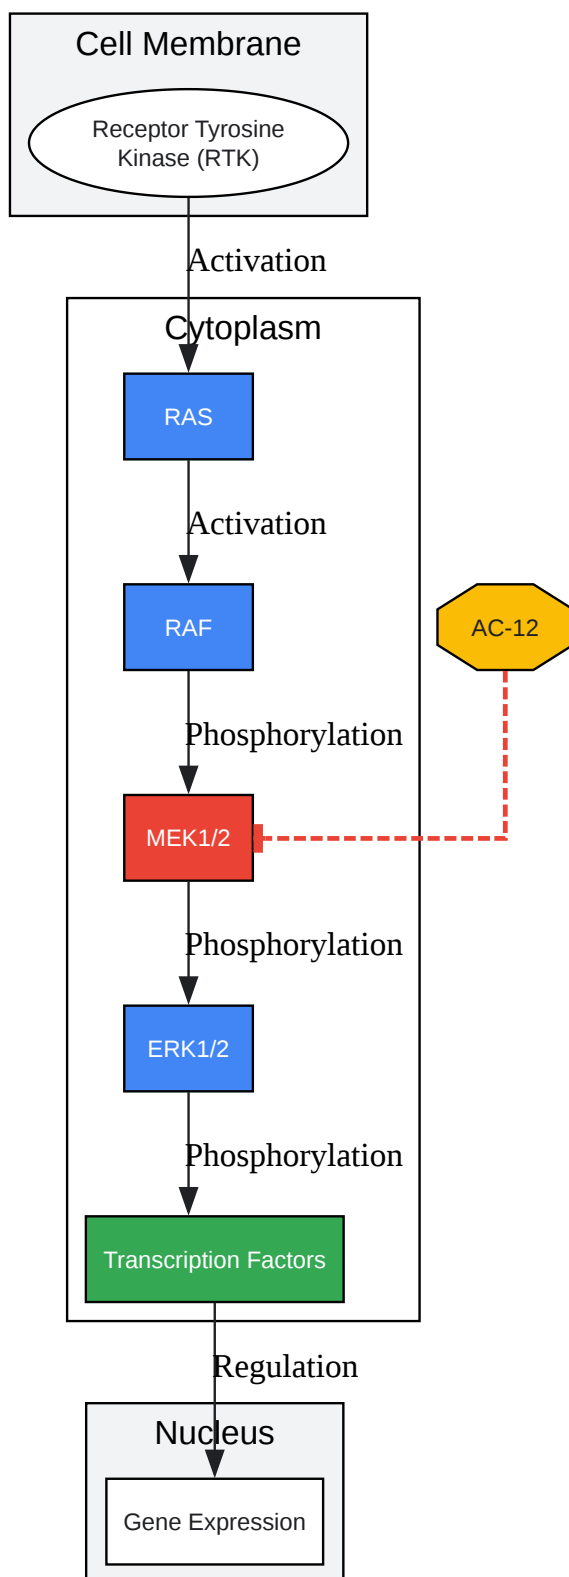 Cell Membrane
Receptor Tyrosine
Kinase (RTK)
Activation
Cytoplasm
RAS
Activation
RAF
AC-12
Phosphorylation
MEK1/2
Phosphorylation
ERK1/2
Phosphorylation
Transcription Factors
Regulation
Nucleus
Gene Expression